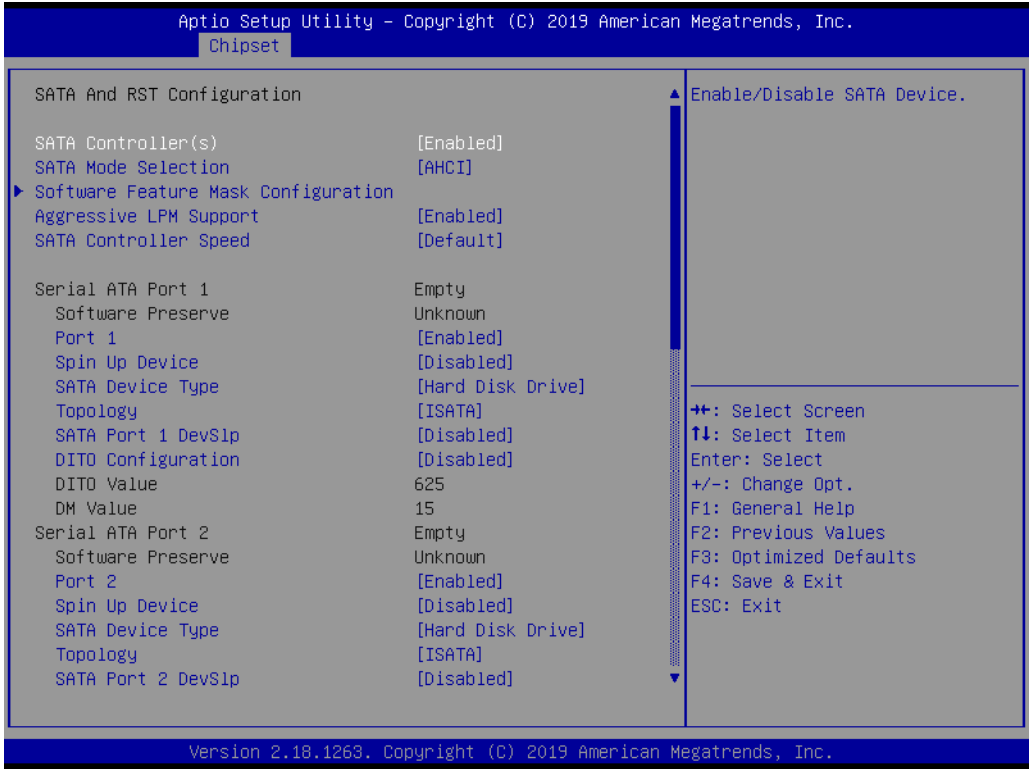 Aptio Setup Utility – Copyright (C) 2019 American Megatrends, Inc.
Chipset
SATA And RST Configuration
SATA Controller(s) [Enabled]
SATA Mode Selection [AHCI]
Software Feature Mask Configuration
Aggressive LPM Support [Enabled]
SATA Controller Speed [Default]
Serial ATA Port 1 Empty
Software Preserve Unknown
Port 1 [Enabled]
Spin Up Device [Disabled]
SATA Device Type [Hard Disk Drive]
Topology [ISATA]
SATA Port 1 DevSlp [Disabled]
DITO Configuration [Disabled]
DITO Value 625
DM Value 15
Serial ATA Port 2 Empty
Software Preserve Unknown
Port 2 [Enabled]
Spin Up Device [Disabled]
SATA Device Type [Hard Disk Drive]
Topology [ISATA]
SATA Port 2 DevSlp [Disabled]
Enable/Disable SATA Device.
→←: Select Screen
↑↓: Select Item
Enter: Select
+/-: Change Opt.
F1: General Help
F2: Previous Values
F3: Optimized Defaults
F4: Save & Exit
ESC: Exit
Version 2.18.1263. Copyright (C) 2019 American Megatrends, Inc.